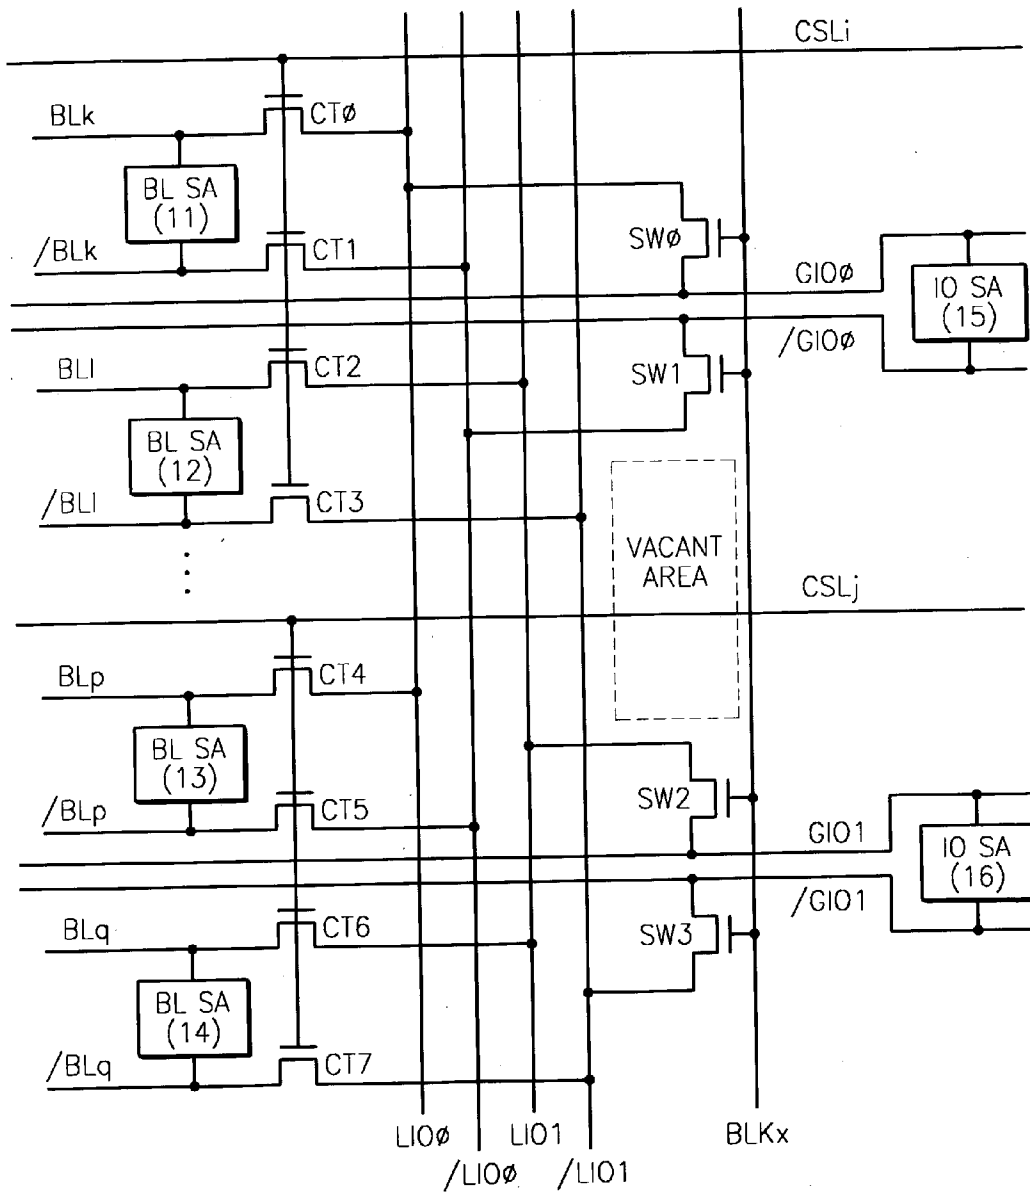 CSLi
BLk
CTø
BL SA
(11)
/BLk
CT1
SWø
GIOø
IO SA
(15)
/GIOø
BLl
CT2
SW1
BL SA
(12)
/BLl
CT3
VACANT
AREA
CSLj
BLp
CT4
BL SA
(13)
/BLp
CT5
SW2
GIO1
IO SA
(16)
/GIO1
BLq
CT6
SW3
BL SA
(14)
/BLq
CT7
LIOø
/LIOø
LIO1
/LIO1
BLKx